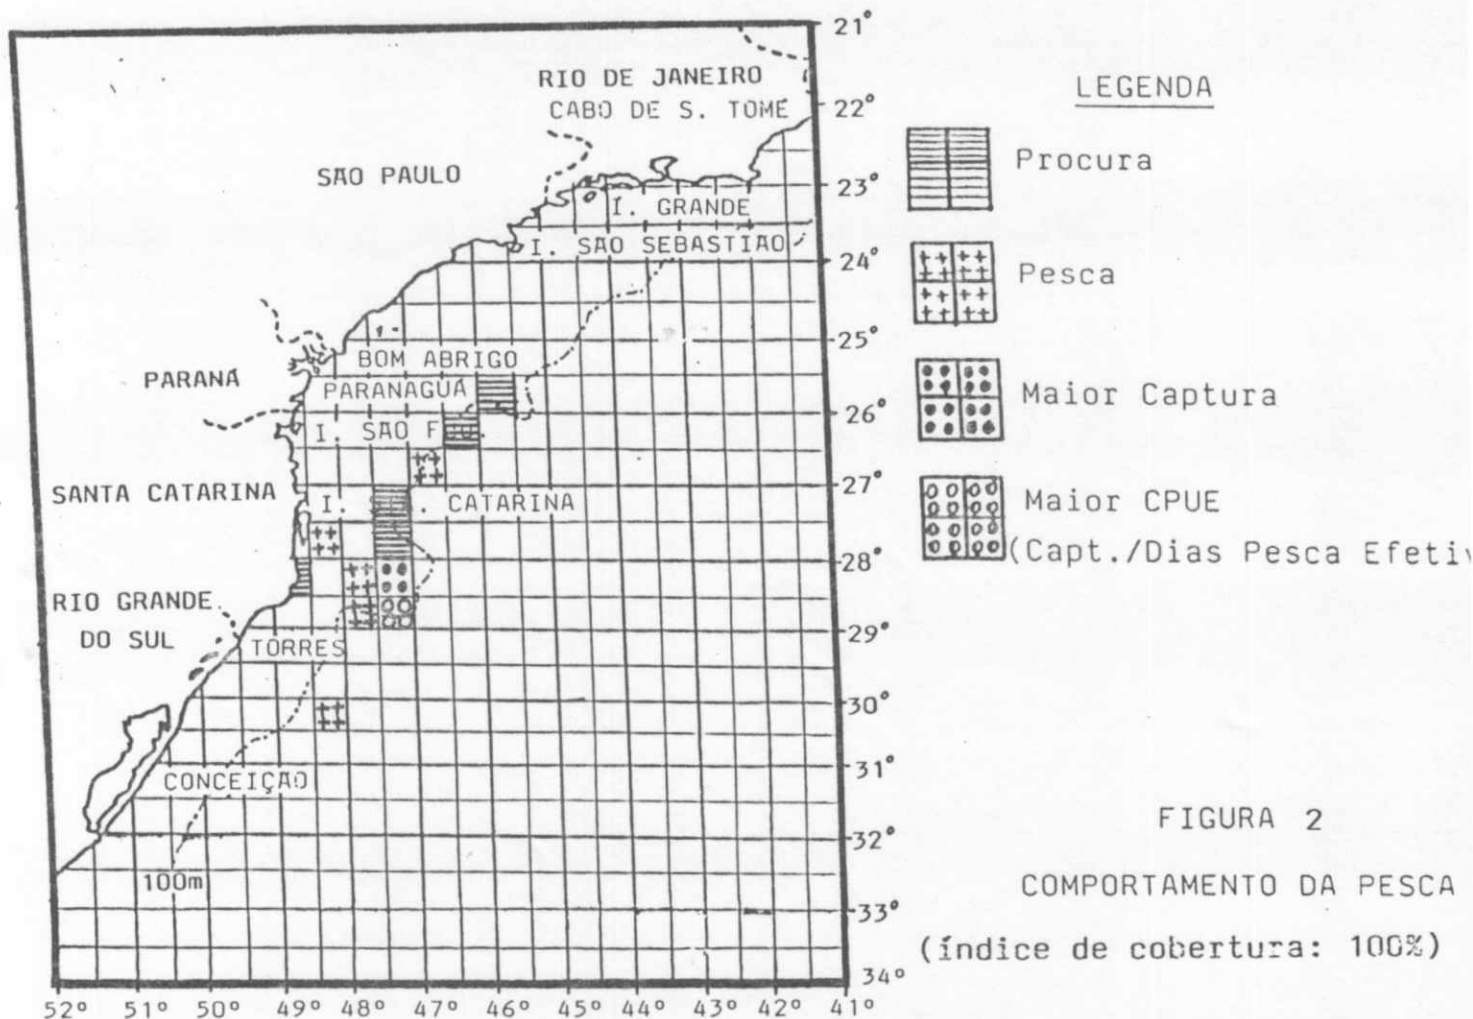 21°
RIO DE JANEIRO
CABO DE S. TOMÉ
22°
SÃO PAULO
23°
I. GRANDE
I. SÃO SEBASTIÃO
24°
25°
BOM ABRIGO
PARANÁ
PARANAGUÁ
26°
I. SÃO F
SANTA CATARINA
I. S. CATARINA
27°
28°
RIO GRANDE
DO SUL
TORRES
29°
30°
CONCEIÇÃO
31°
32°
100m
33°
34°
52° 51° 50° 49° 48° 47° 46° 45° 44° 43° 42° 41°
LEGENDA
Procura
Pesca
Maior Captura
Maior CPUE
(Capt./Dias Pesca Efetiv
FIGURA 2
COMPORTAMENTO DA PESCA
(índice de cobertura: 100%)